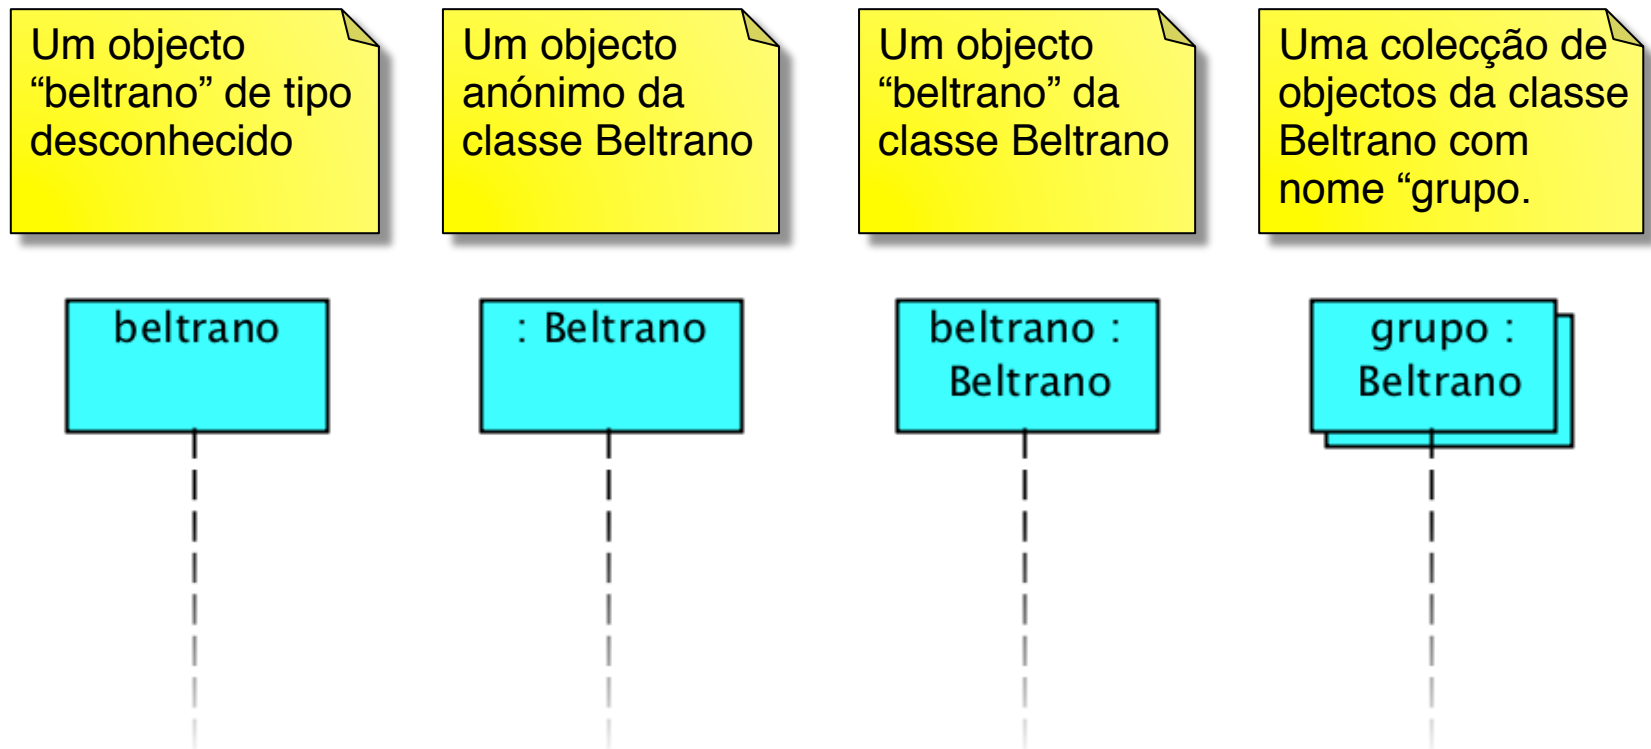 Um objecto
“beltrano” de tipo
desconhecido
Um objecto
anónimo da
classe Beltrano
Um objecto
“beltrano” da
classe Beltrano
Uma colecção de
objectos da classe
Beltrano com
nome “grupo.
beltrano
: Beltrano
beltrano :
Beltrano
grupo :
Beltrano